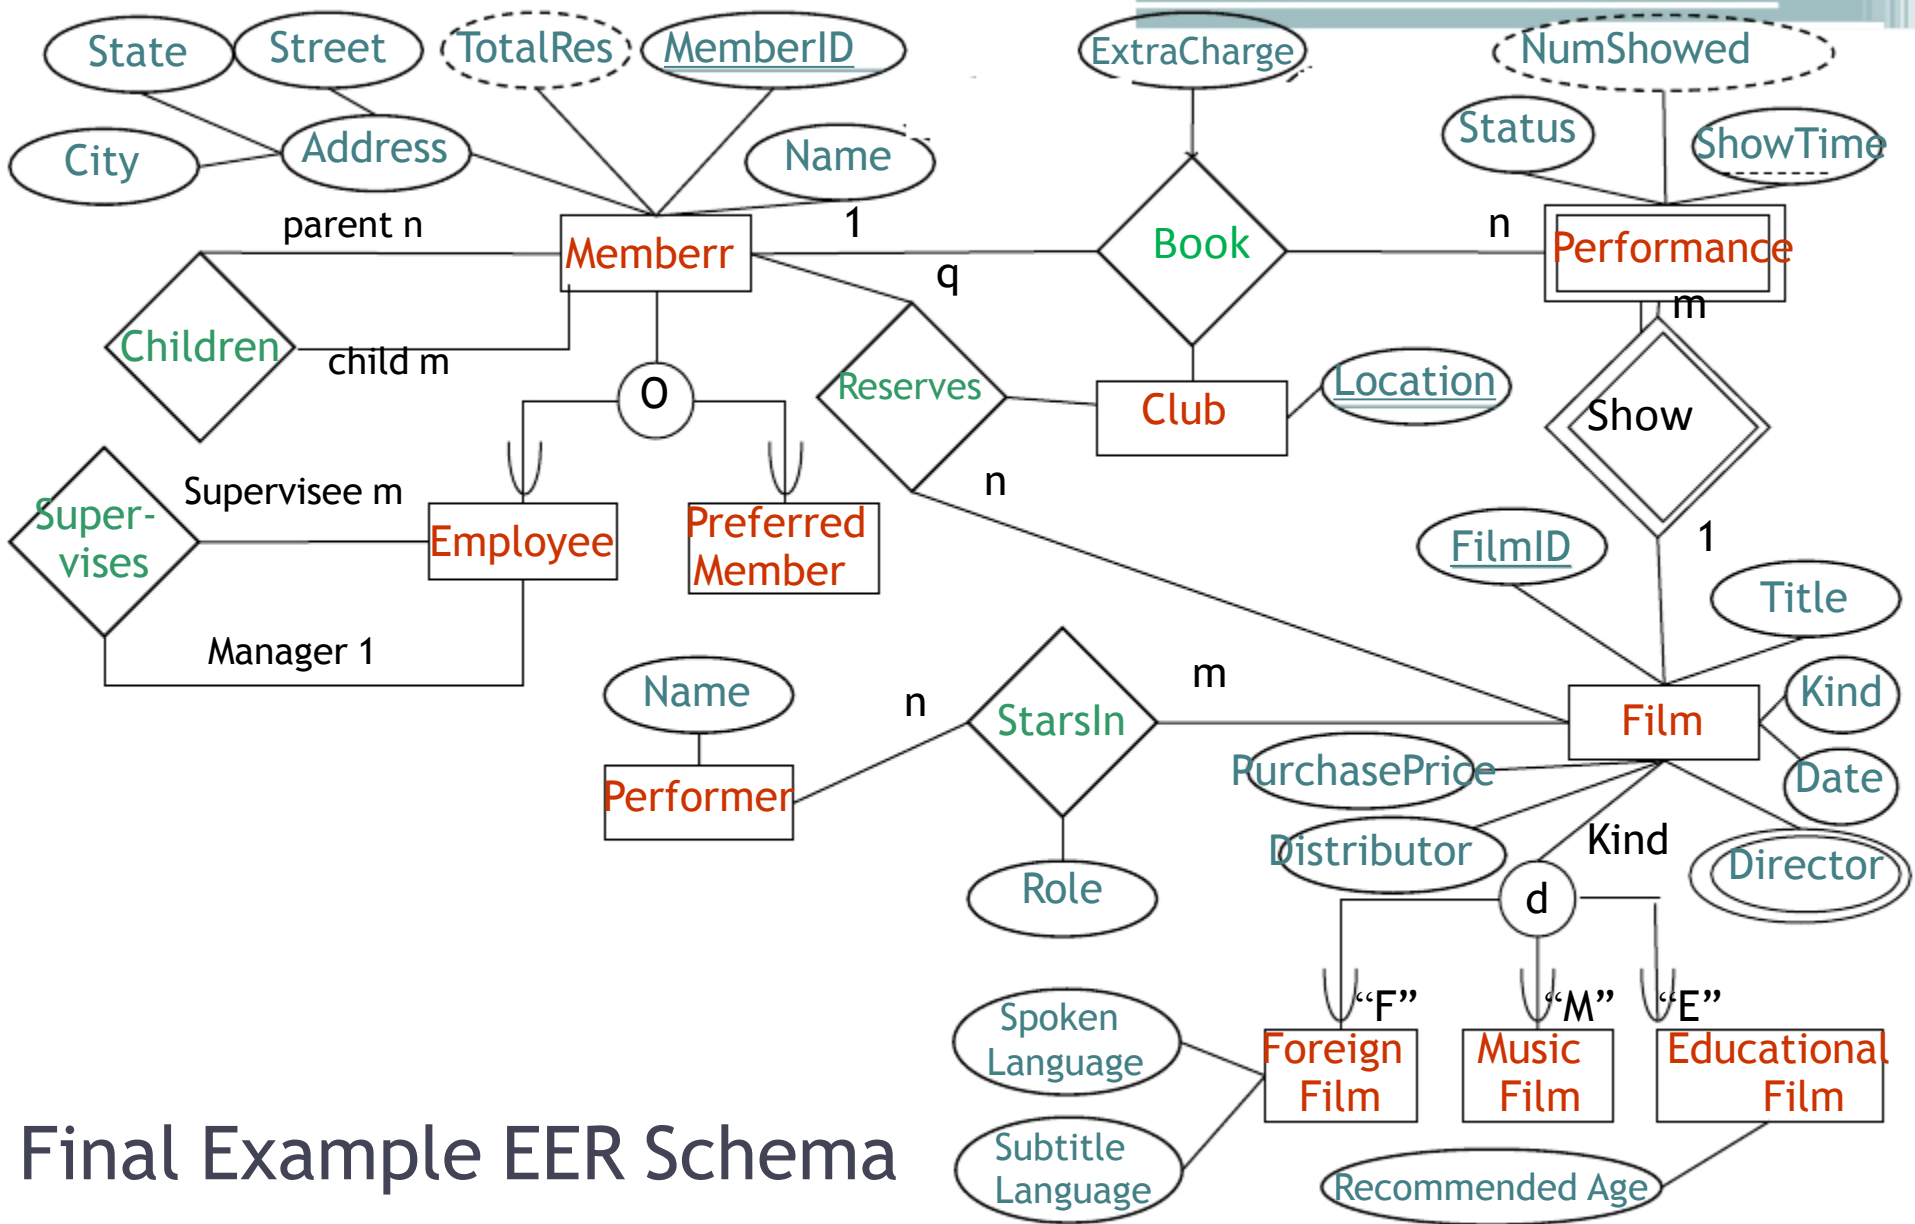 State
Street
TotalRes
MemberID
ExtraCharge
NumShowed
City
Address
Name
Status
ShowTime
parent n
1
n
Memberr
q
Book
Performance
m
Children
child m
O
Reserves
Club
Location
Show
Supervisee m
n
Super-
vises
Employee
Preferred
Member
FilmID
1
Title
Manager 1
Name
n
StarsIn
m
Film
Kind
Performer
PurchasePrice
Date
Distributor
Kind
Director
Role
d
"F"
"M"
"E"
Spoken
Language
Foreign
Film
Music
Film
Educational
Film
Subtitle
Language
Recommended Age
Final Example EER Schema